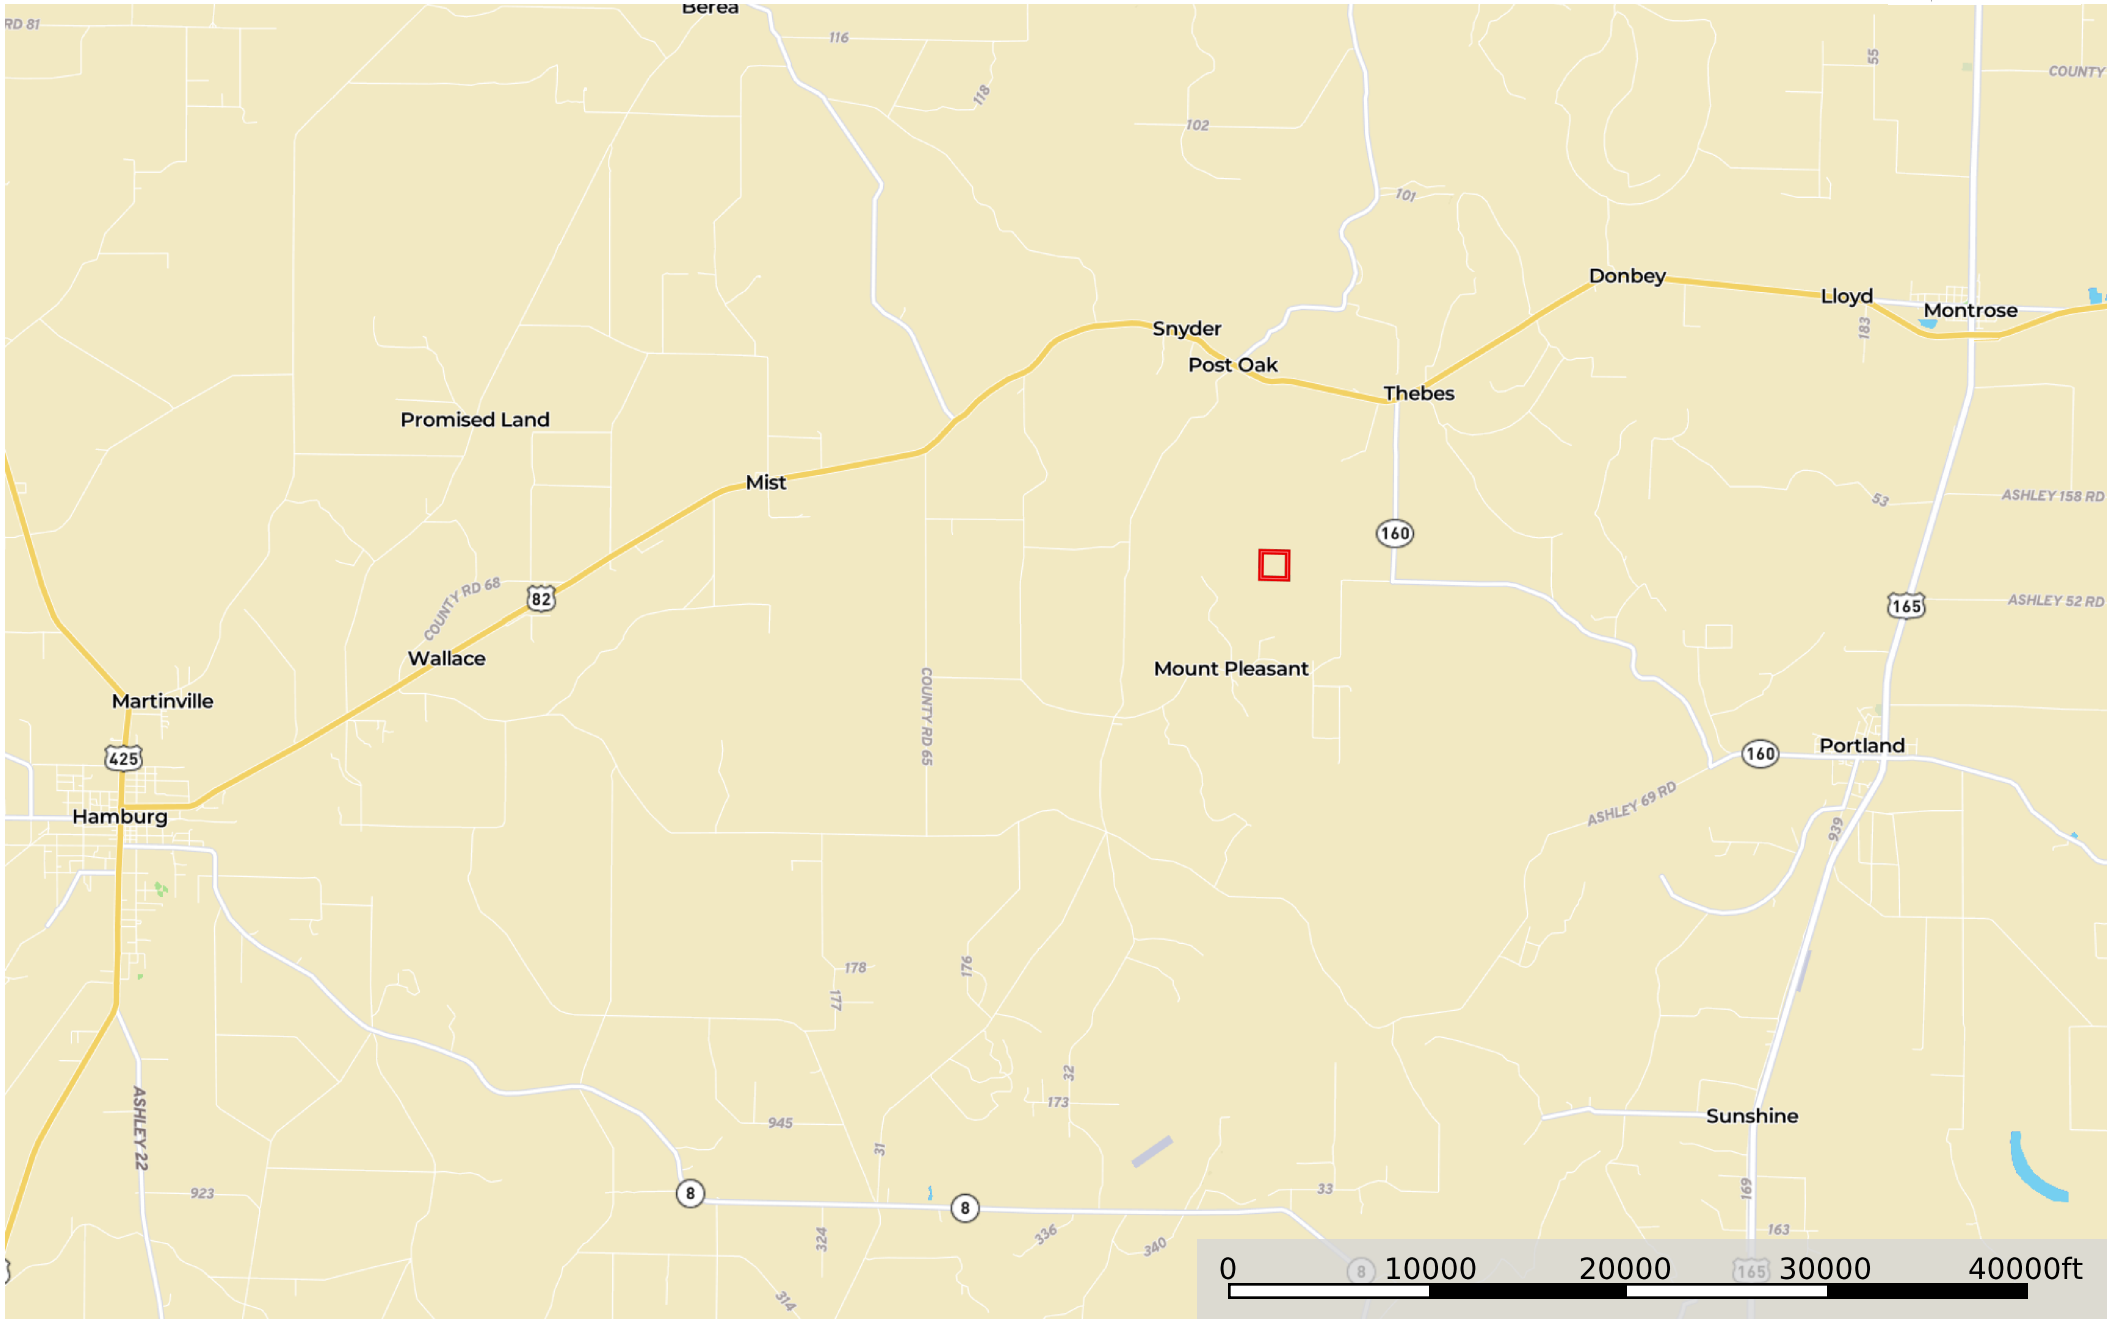 Berea
RD 81
116
55
COUNTY
118
102
101
Donbey
Lloyd
Montrose
183
Snyder
Post Oak
Thebes
Promised Land
Mist
53
ASHLEY 158 RD
160
COUNTY RD 68
82
165
ASHLEY 52 RD
Wallace
Mount Pleasant
COUNTY RD 65
Martinville
425
160
Portland
Hamburg
ASHLEY 69 RD
939
178
176
177
32
173
945
31
ASHLEY 22
Sunshine
923
8
8
33
169
324
336
340
163
314
8
165
0 10000 20000 30000 40000ft